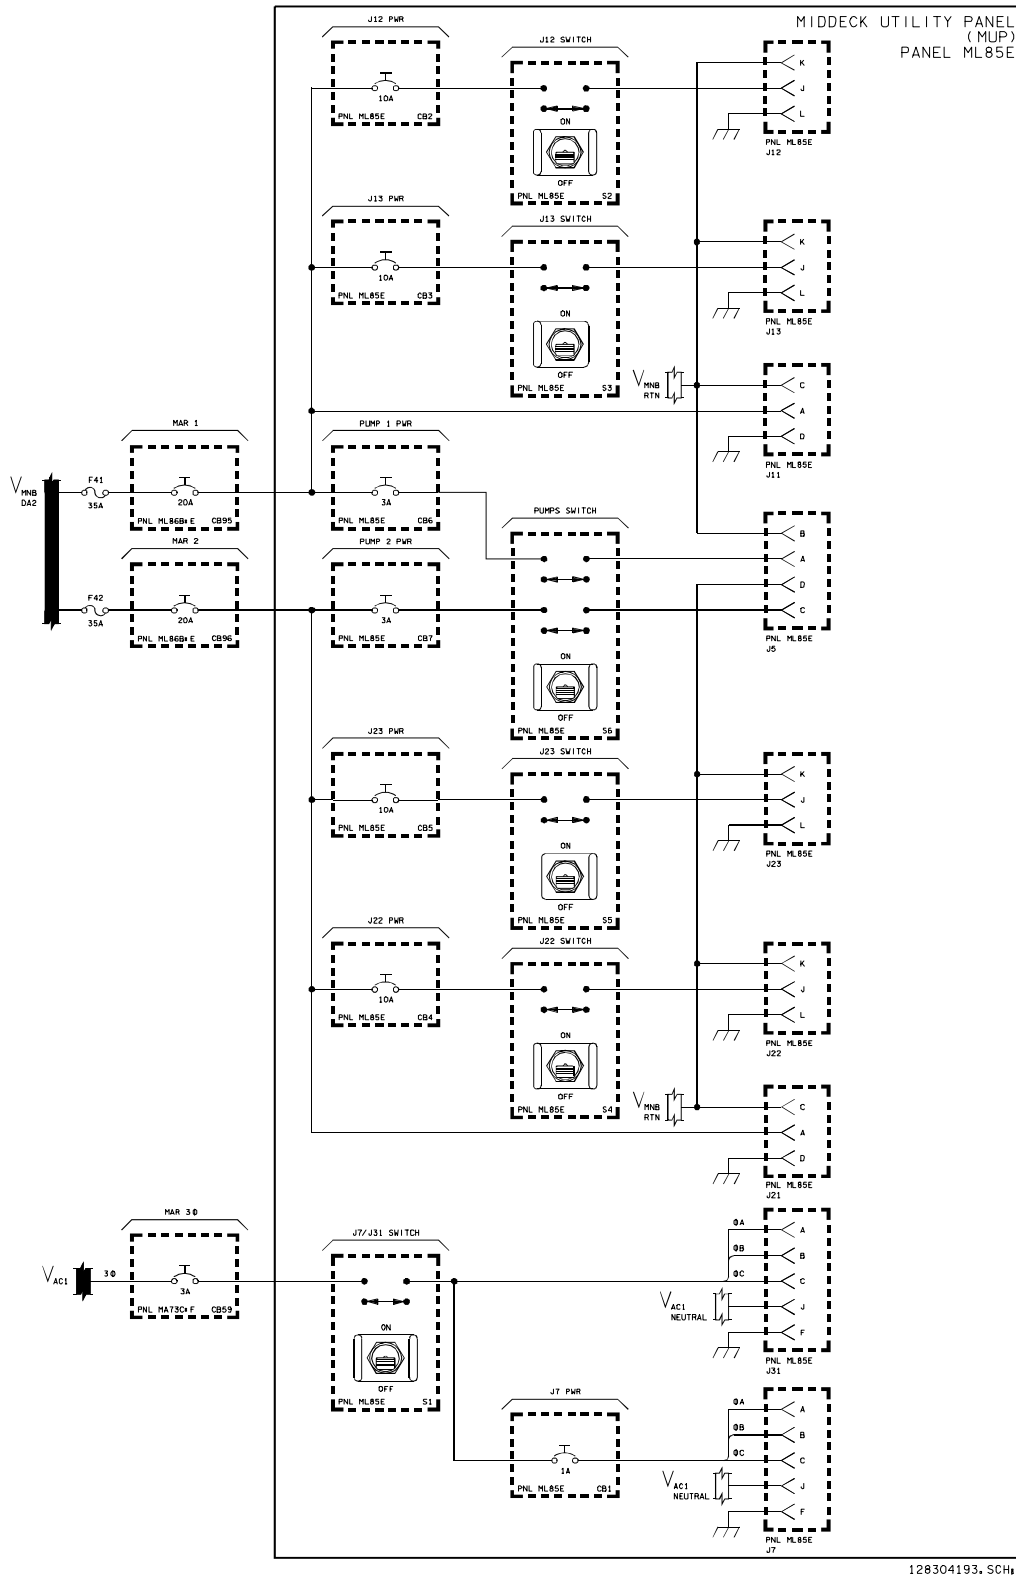 MIDDECK UTILITY PANEL
(MUP)
PANEL ML85E
J12 PWR
10A
PNL ML85E CB2
J12 SWITCH
ON
OFF
PNL ML85E S2
K
J
L
PNL ML85E
J12
J13 PWR
10A
PNL ML85E CB3
J13 SWITCH
ON
OFF
PNL ML85E S3
K
J
L
PNL ML85E
J13
MNB
RTN
C
A
D
PNL ML85E
J11
MNB
DA2
F41
35A
MAR 1
20A
PNL ML86B:E CB95
PUMP 1 PWR
3A
PNL ML85E CB6
F42
35A
MAR 2
20A
PNL ML86B:E CB96
PUMP 2 PWR
3A
PNL ML85E CB7
PUMPS SWITCH
ON
OFF
PNL ML85E S6
B
A
D
C
PNL ML85E
J5
J23 PWR
10A
PNL ML85E CB5
J23 SWITCH
ON
OFF
PNL ML85E S5
K
J
L
PNL ML85E
J23
J22 PWR
10A
PNL ML85E CB4
J22 SWITCH
ON
OFF
PNL ML85E S4
K
J
L
PNL ML85E
J22
MNB
RTN
C
A
D
PNL ML85E
J21
AC1
3Φ
MAR 3Φ
3A
PNL MA73C:F CB59
J7/J31 SWITCH
ON
OFF
PNL ML85E S1
ΦA
ΦB
ΦC
AC1
NEUTRAL
A
B
C
J
F
PNL ML85E
J31
J7 PWR
1A
PNL ML85E CB1
ΦA
ΦB
ΦC
AC1
NEUTRAL
A
B
C
J
F
PNL ML85E
J7
128304193.SCH